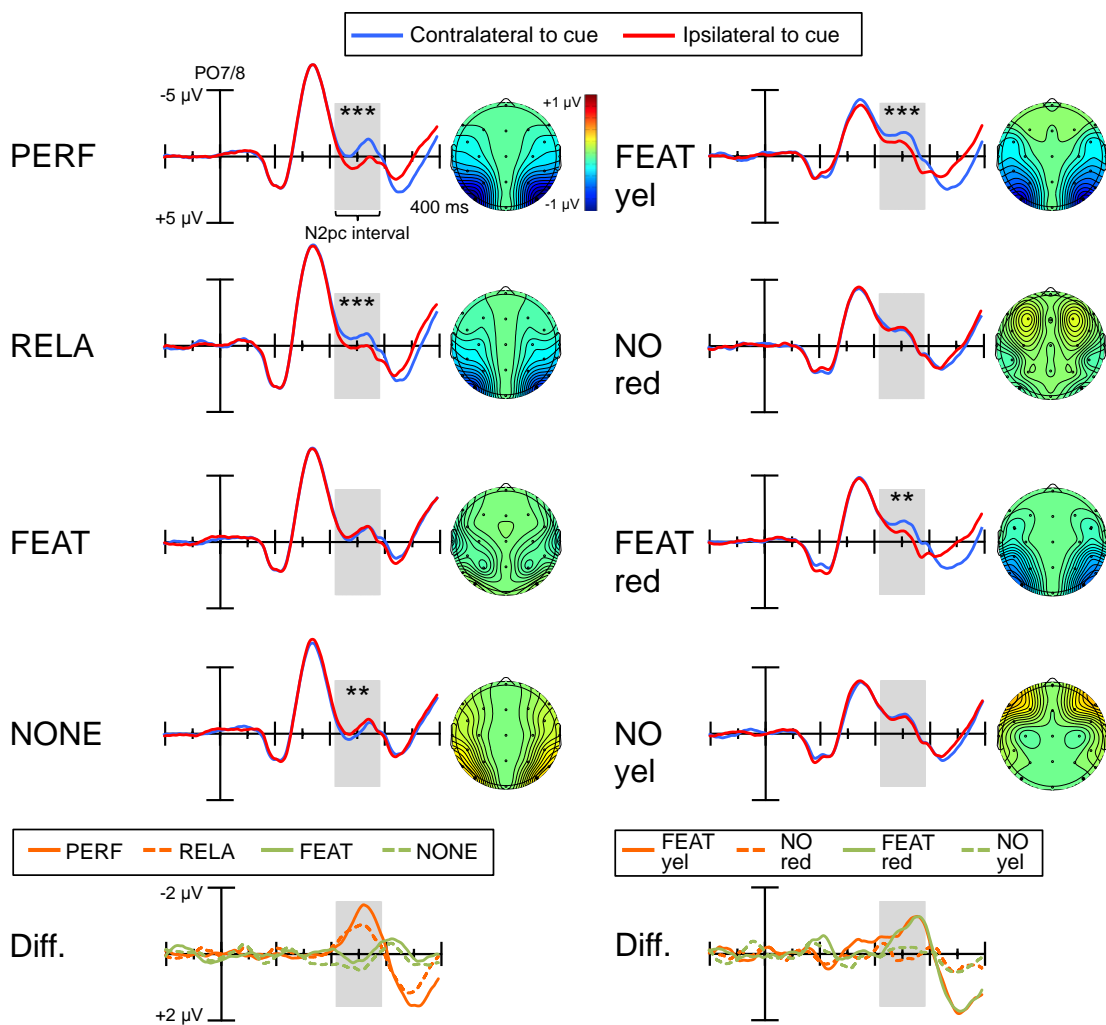 Contralateral to cue Ipsilateral to cue
PO7/8
-5 µV
+5 µV
PERF
***
400 ms
N2pc interval
+1 µV
-1 µV
FEAT
yel
***
RELA
***
NO
red
FEAT
FEAT
red
**
NONE
**
NO
yel
PERF RELA FEAT NONE
FEAT
yel
NO
red
FEAT
red
NO
yel
-2 µV
Diff.
+2 µV
Diff.